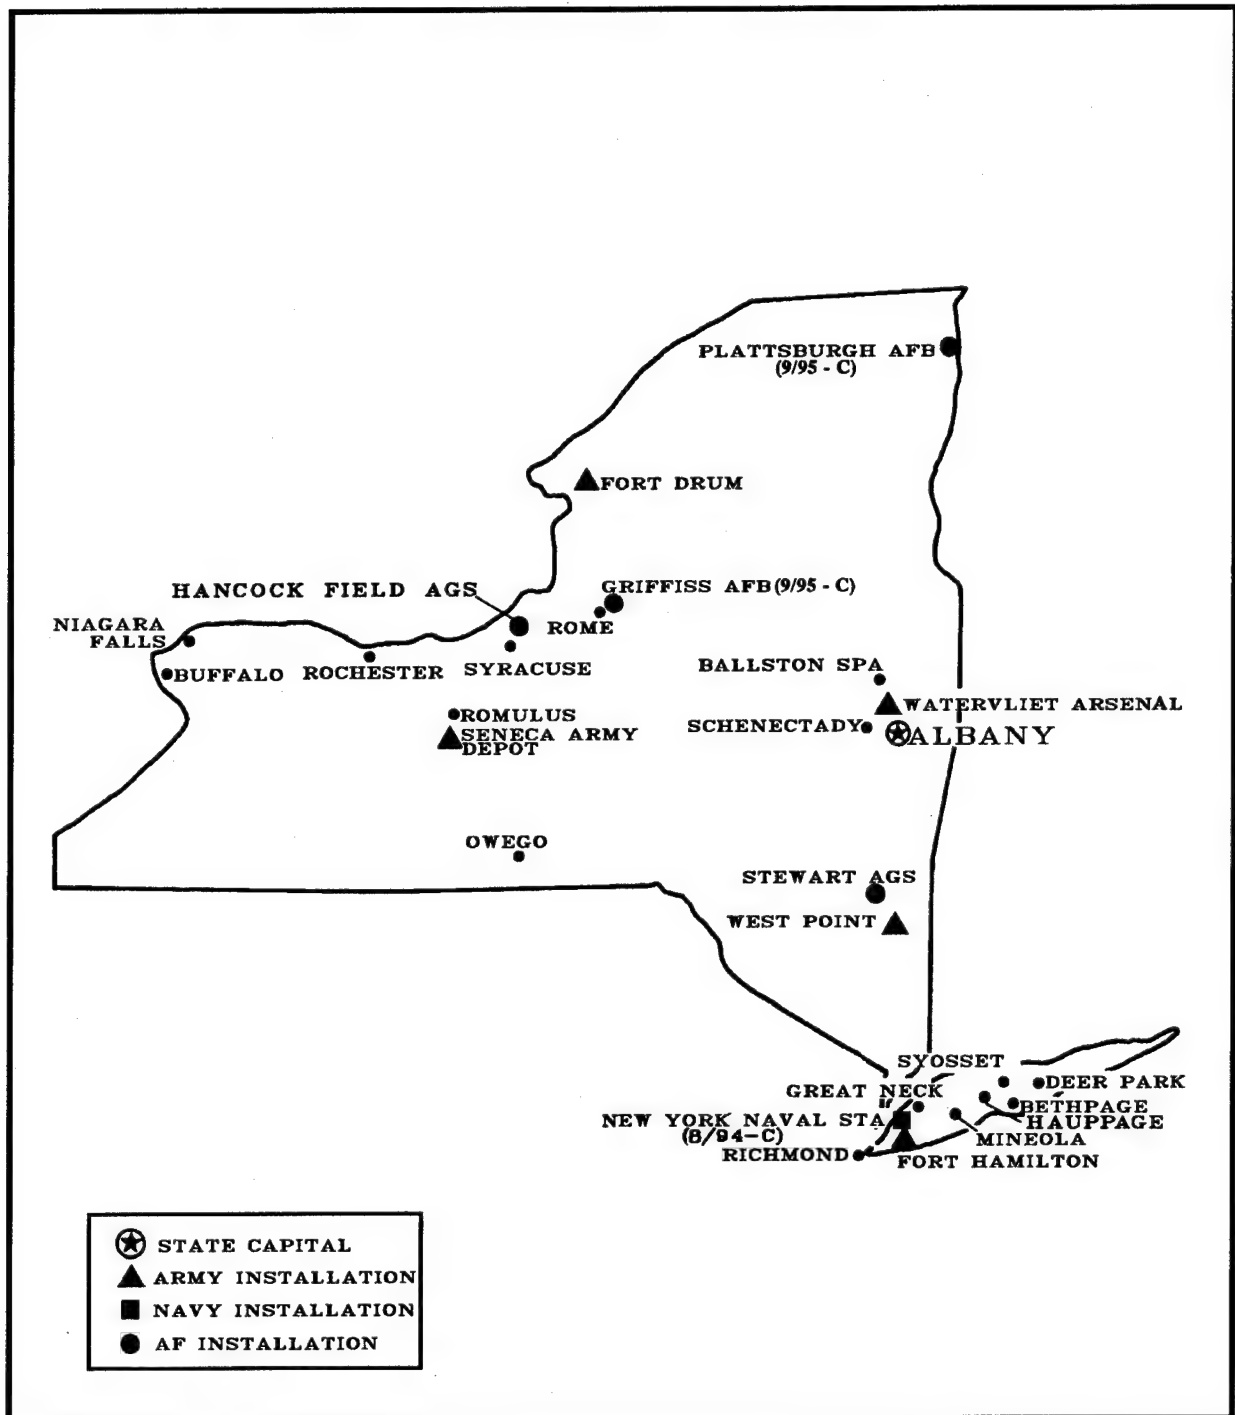 PLATTSBURGH AFB
(9/95 - C)
FORT DRUM
HANCOCK FIELD AGS
GRIFFISS AFB (9/95 - C)
NIAGARA
FALLS
ROME
BUFFALO
ROCHESTER
SYRACUSE
BALLSTON SPA
WATERVLIET ARSENAL
ROMULUS
SENECA ARMY
DEPOT
SCHENECTADY
ALBANY
OWEGO
STEWART AGS
WEST POINT
SYOSSET
GREAT NECK
DEER PARK
BETHPAGE
HAUPPAGE
NEW YORK NAVAL STA
(8/94-C)
MINEOLA
RICHMOND
FORT HAMILTON
STATE CAPITAL
ARMY INSTALLATION
NAVY INSTALLATION
AF INSTALLATION